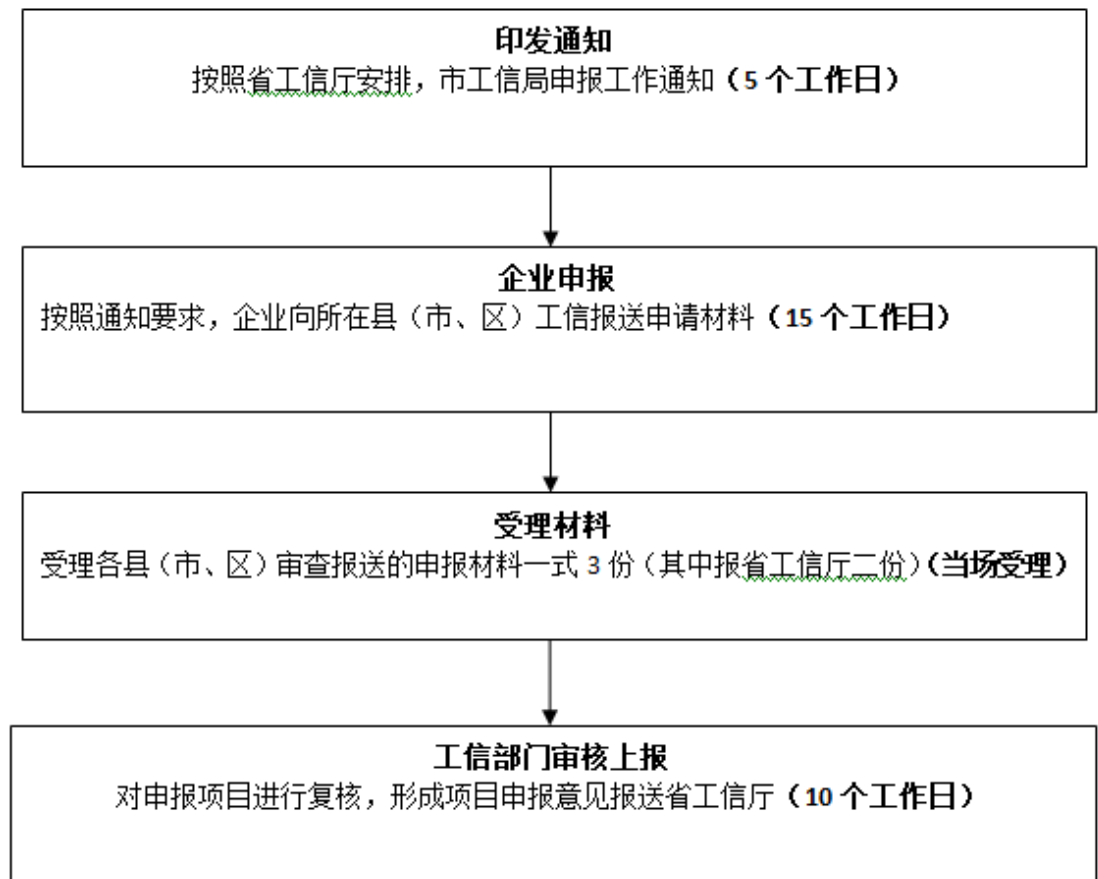 印发通知
按照省工信厅安排，市工信局申报工作通知（5 个工作日）
企业申报
按照通知要求，企业向所在县（市、区）工信报送申请材料（15 个工作日）
受理材料
受理各县（市、区）审查报送的申报材料一式 3 份（其中报省工信厅二份）（当场受理）
工信部门审核上报
对申报项目进行复核，形成项目申报意见报送省工信厅（10 个工作日）